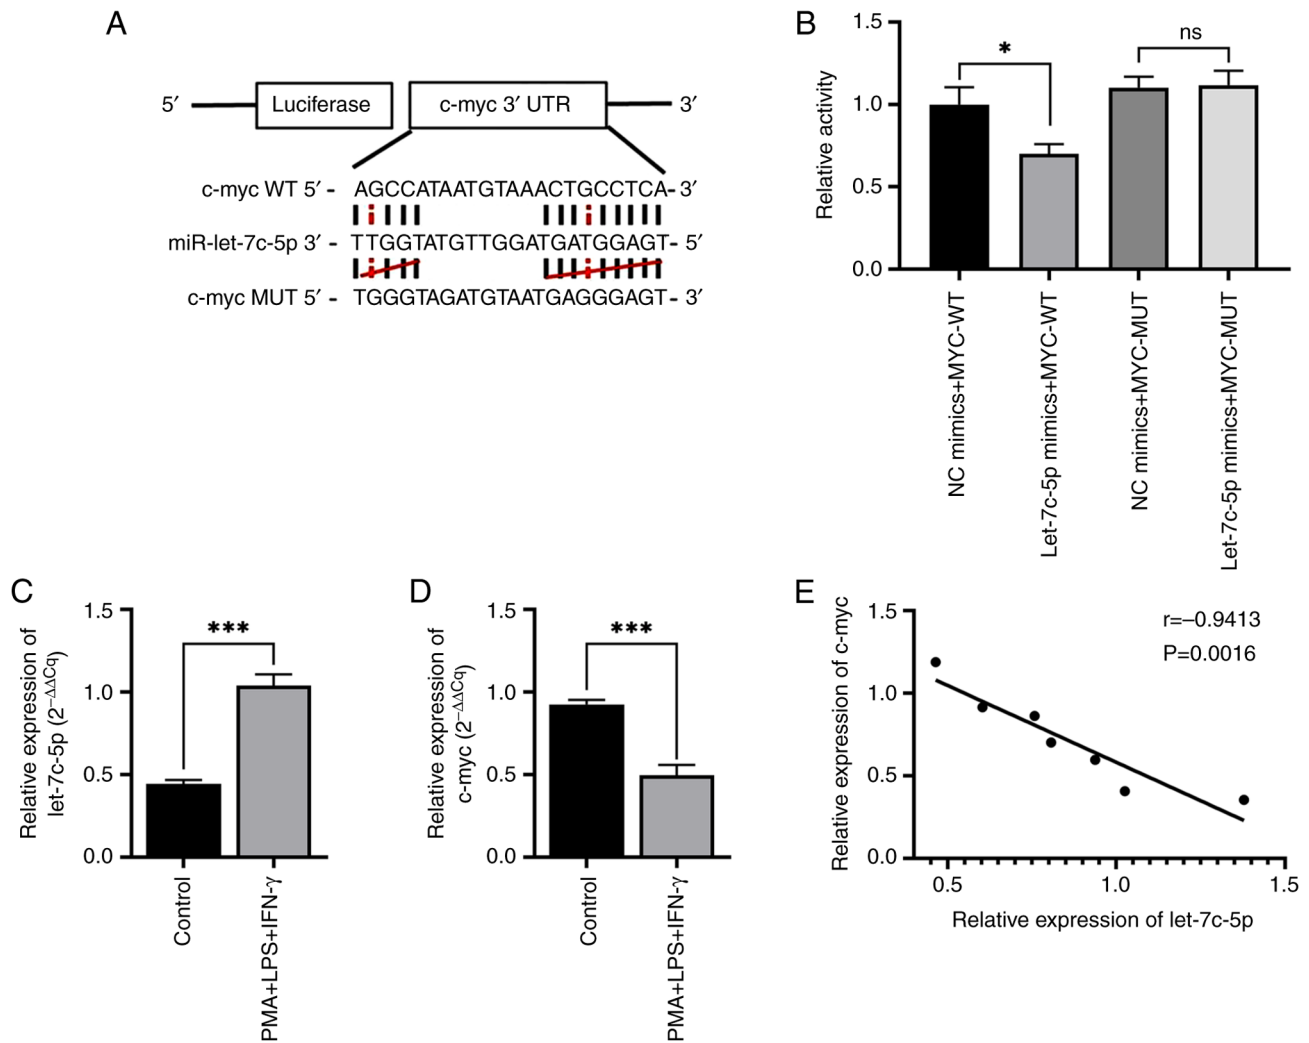 A
5′ Luciferase c-myc 3′ UTR 3′
c-myc WT 5′ - AGCCATAATGTAAACTGCCTCA- 3′
miR-let-7c-5p 3′ - TTGGTATGTTGGATGATGGAGT- 5′
c-myc MUT 5′ - TGGGTAGATGTAATGAGGGAGT- 3′
B
Relative activity
1.5
1.0
0.5
0.0
*
ns
NC mimics+MYC-WT
Let-7c-5p mimics+MYC-WT
NC mimics+MYC-MUT
Let-7c-5p mimics+MYC-MUT
C
Relative expression of
let-7c-5p (2−ΔΔCq)
1.5
1.0
0.5
0.0
***
Control
PMA+LPS+IFN-γ
D
Relative expression of
c-myc (2−ΔΔCq)
1.5
1.0
0.5
0.0
***
Control
PMA+LPS+IFN-γ
E
Relative expression of c-myc
1.5
1.0
0.5
0.0
r=–0.9413
P=0.0016
0.5 1.0 1.5
Relative expression of let-7c-5p